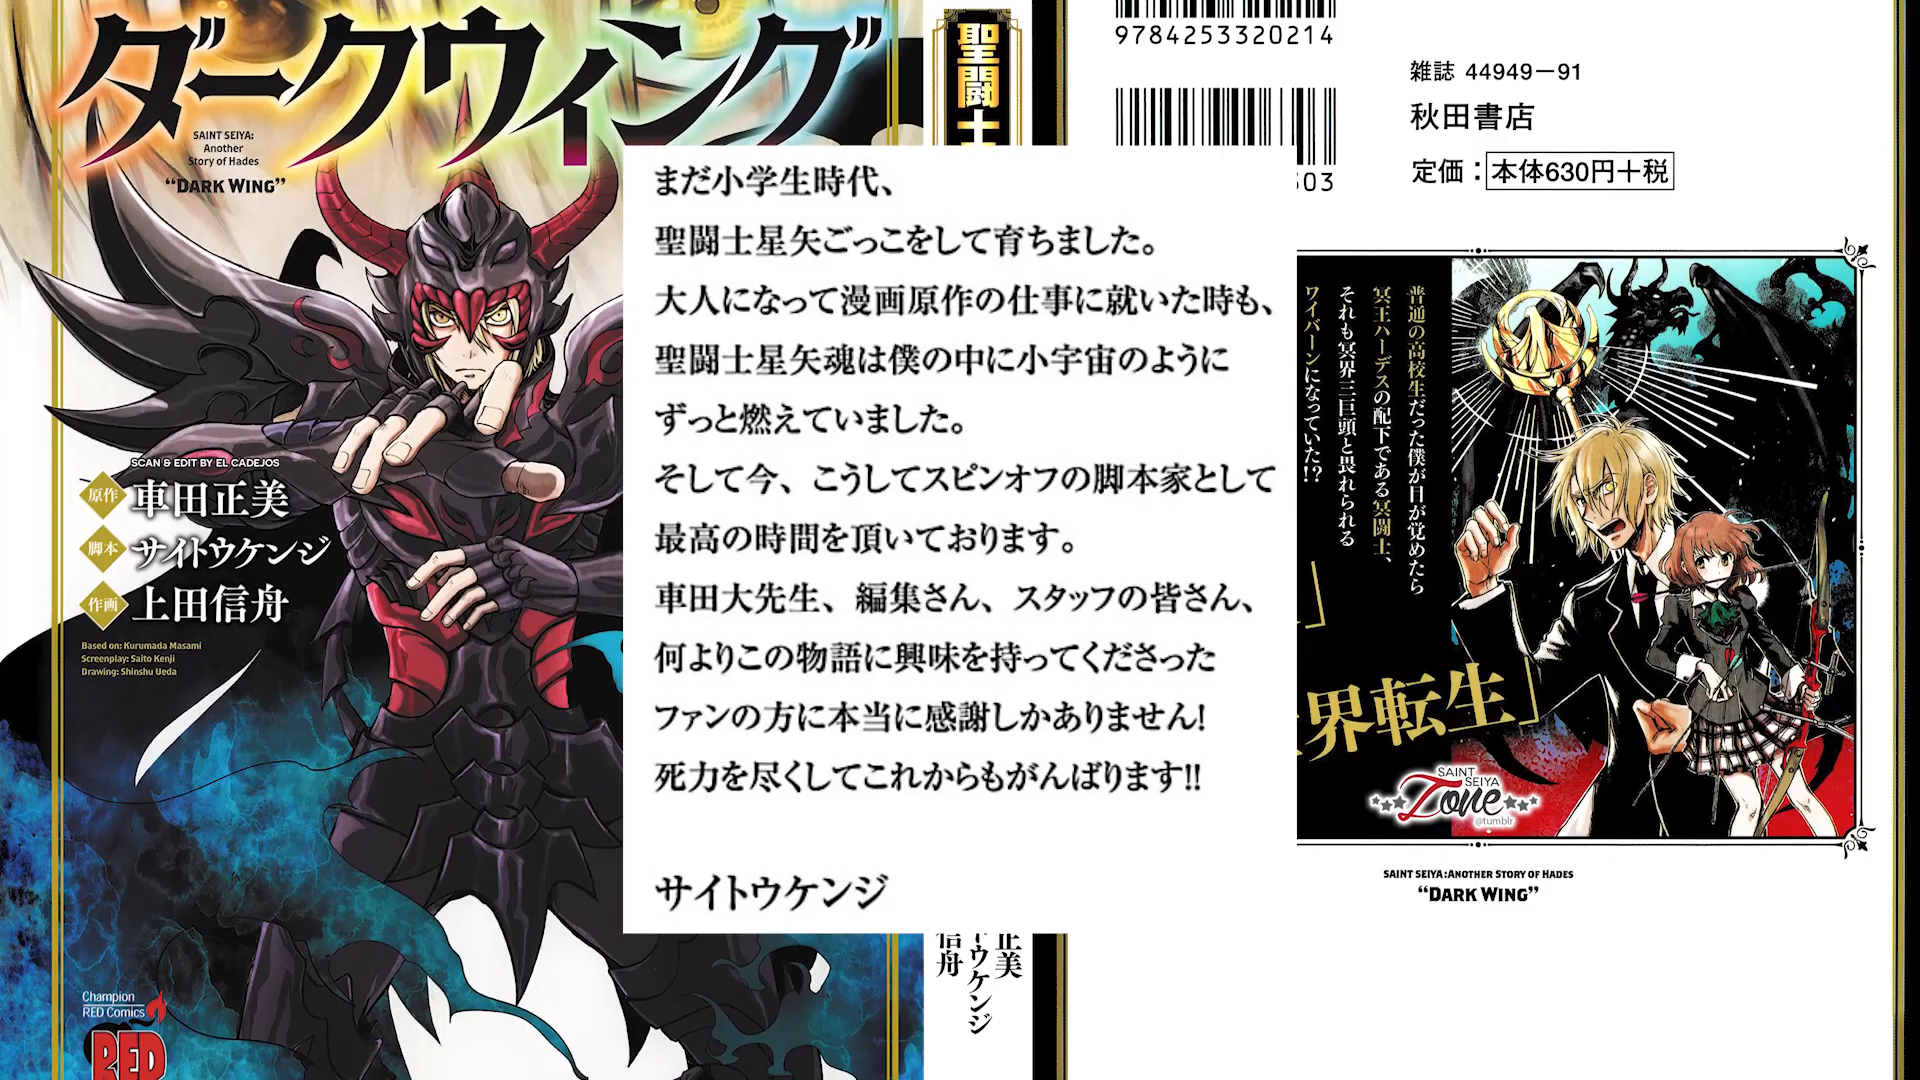 ダークウィング
SAINT SEIYA:
Another
Story of Hades
“DARK WING”
SCAN & EDIT BY EL CADEJOS
原作 車田正美
脚本 サイトウケンジ
作画 上田信舟
Based on: Kurumada Masami
Screenplay: Saito Kenji
Drawing: Shinshu Ueda
Champion
RED Comics
RED
聖闘士
正美
トウケンジ
信舟
まだ小学生時代、
聖闘士星矢ごっこをして育ちました。
大人になって漫画原作の仕事に就いた時も、
聖闘士星矢魂は僕の中に小宇宙のように
ずっと燃えていました。
そして今、こうしてスピンオフの脚本家として
最高の時間を頂いております。
車田大先生、編集さん、スタッフの皆さん、
何よりこの物語に興味を持ってくださった
ファンの方に本当に感謝しかありません!
死力を尽くしてこれからもがんばります!!
サイトウケンジ
9784253320214
503
雑誌 44949-91
秋田書店
定価:本体630円+税
普通の高校生だった僕が目が覚めたら
冥王ハーデスの配下である冥闘士、
それも冥界三巨頭と畏れられる
ワイバーンになっていた!?
界転生」
SAINT
SEIYA
Zone
@tumblr
SAINT SEIYA:ANOTHER STORY OF HADES
“DARK WING”